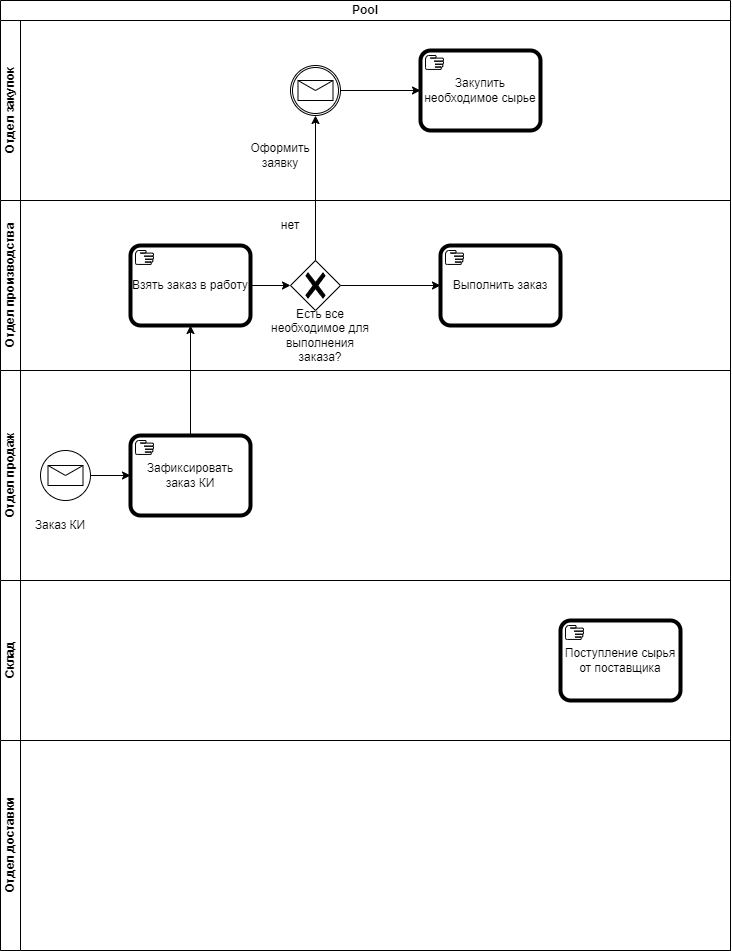 Pool
Отдел закупок
Закупить
необходимое сырье
Оформить
заявку
Отдел производства
нет
Взять заказ в работу
Есть все
необходимое для
выполнения
заказа?
Выполнить заказ
Отдел продаж
Заказ КИ
Зафиксировать
заказ КИ
Склад
Поступление сырья
от поставщика
Отдел доставки